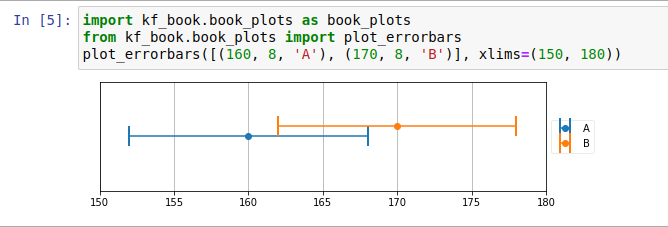 In [5]: import kf_book.book_plots as book_plots
from kf_book.book_plots import plot_errorbars
plot_errorbars([(160, 8, 'A'), (170, 8, 'B')], xlims=(150, 180))
A
B
150 155 160 165 170 175 180